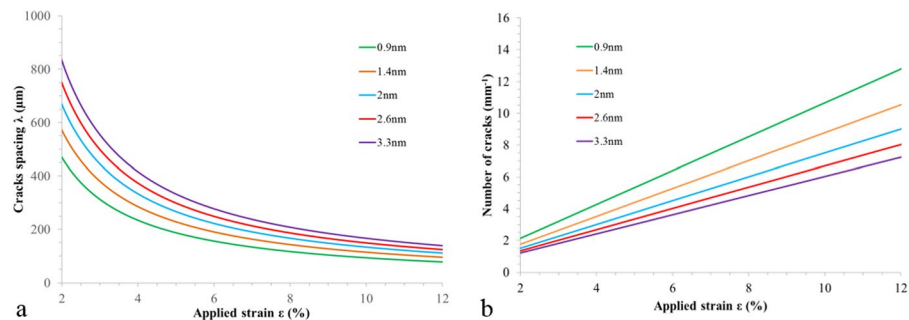 1000
800
600
400
200
0
2
4
6
8
10
12
Cracks spacing λ (µm)
Applied strain ε (%)
0.9nm
1.4nm
2nm
2.6nm
3.3nm
a
16
14
12
10
8
6
4
2
0
2
4
6
8
10
12
Number of cracks (mm⁻¹)
Applied strain ε (%)
0.9nm
1.4nm
2nm
2.6nm
3.3nm
b